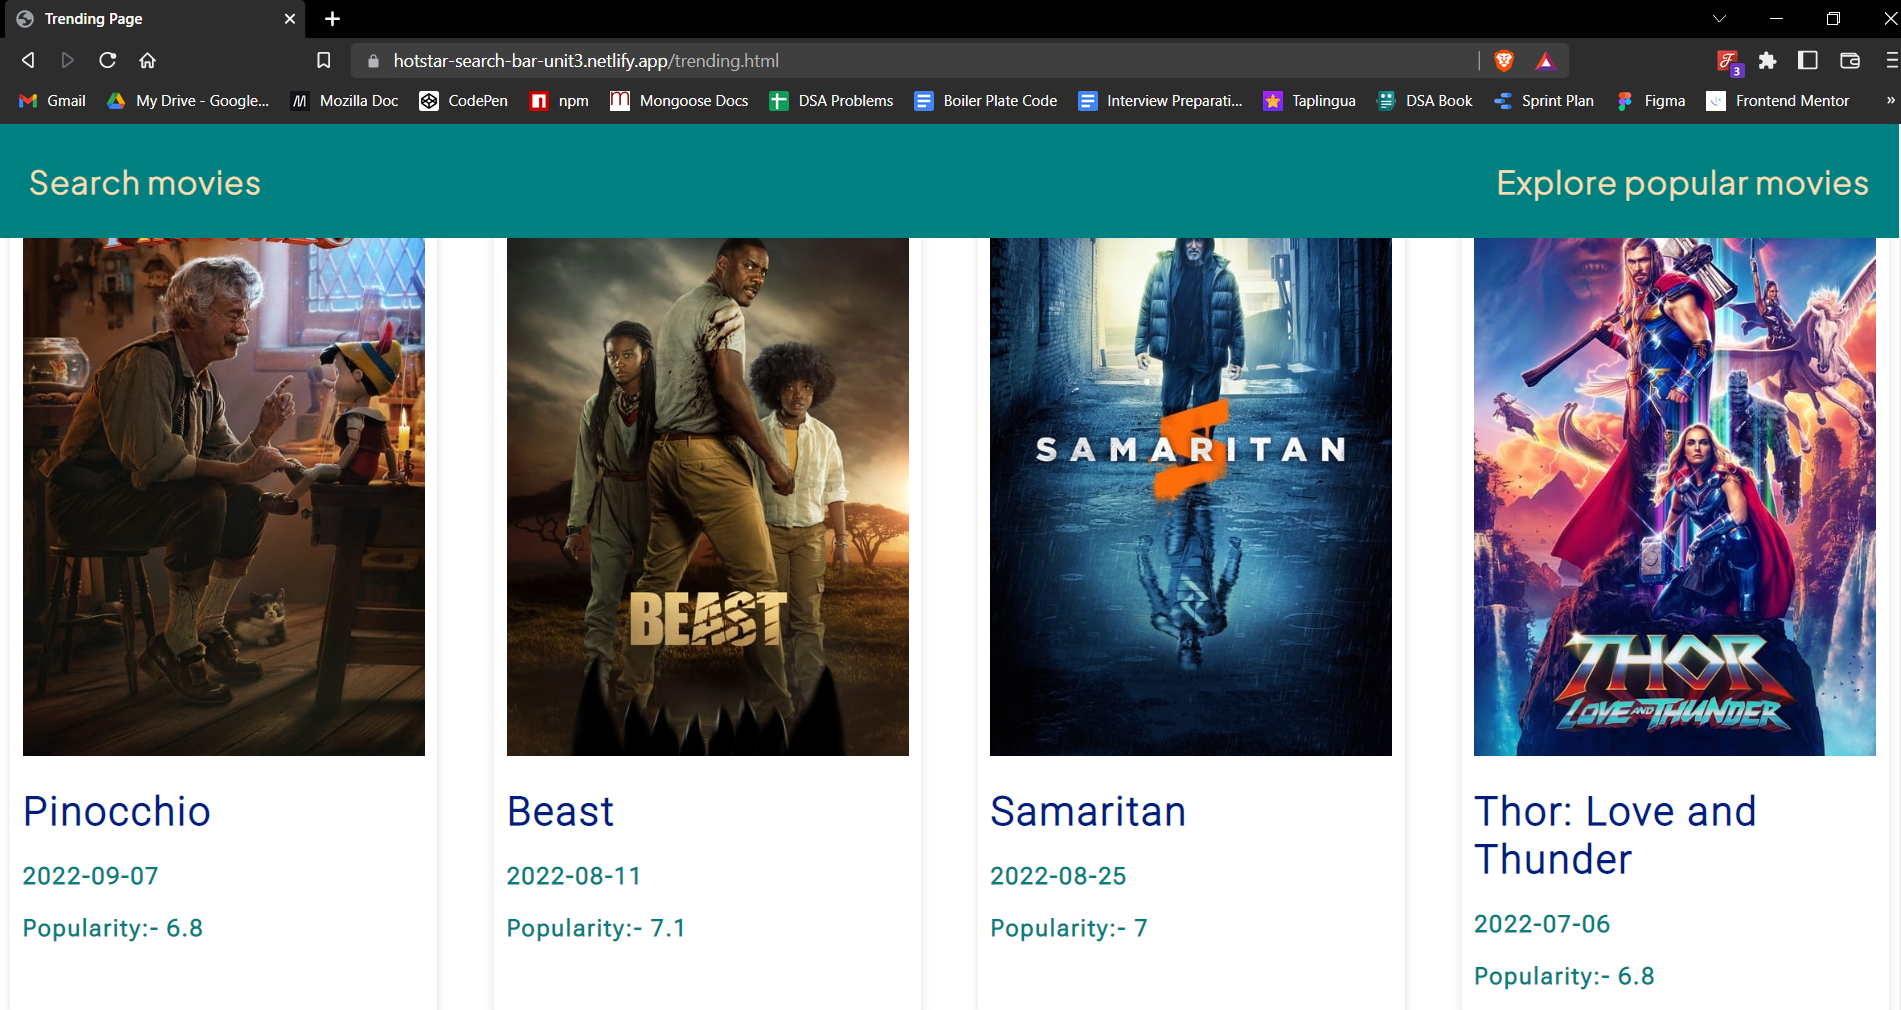 Trending Page
hotstar-search-bar-unit3.netlify.app/trending.html
3
Gmail
My Drive - Google...
Mozilla Doc
CodePen
npm
Mongoose Docs
DSA Problems
Boiler Plate Code
Interview Preparati...
Taplingua
DSA Book
Sprint Plan
Figma
Frontend Mentor
»
Search movies
Explore popular movies
BEAST
SAMARITAN
THOR
LOVE AND THUNDER
Pinocchio
2022-09-07
Popularity:- 6.8
Beast
2022-08-11
Popularity:- 7.1
Samaritan
2022-08-25
Popularity:- 7
Thor: Love and
Thunder
2022-07-06
Popularity:- 6.8